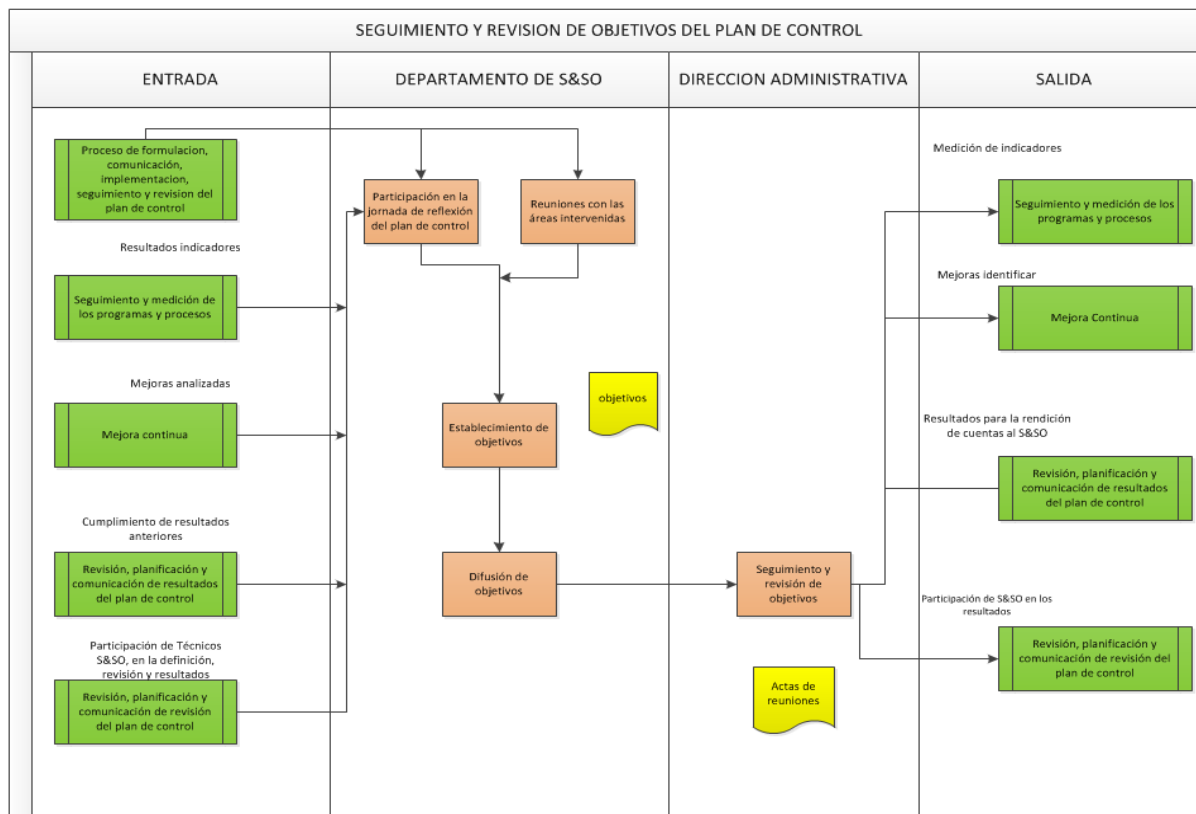 SEGUIMIENTO Y REVISION DE OBJETIVOS DEL PLAN DE CONTROL
ENTRADA
DEPARTAMENTO DE S&SO
DIRECCION ADMINISTRATIVA
SALIDA
Proceso de formulacion,
comunicación,
implementacion,
seguimiento y revision del
plan de control
Resultados indicadores
Seguimiento y medición de
los programas y procesos
Mejoras analizadas
Mejora continua
Cumplimiento de resultados
anteriores
Revisión, planificación y
comunicación de resultados
del plan de control
Participación de Técnicos
S&SO, en la definición,
revisión y resultados
Revisión, planificación y
comunicación de revisión
del plan de control
Participación en la
jornada de reflexión
del plan de control
Reuniones con las
áreas intervenidas
objetivos
Establecimiento de
objetivos
Difusión de
objetivos
Seguimiento y
revisión de
objetivos
Actas de
reuniones
Medición de indicadores
Seguimiento y medición de los
programas y procesos
Mejoras identificar
Mejora Continua
Resultados para la rendición
de cuentas al S&SO
Revisión, planificación y
comunicación de resultados
del plan de control
Participación de S&SO en los
resultados
Revisión, planificación y
comunicación de revisión del
plan de control